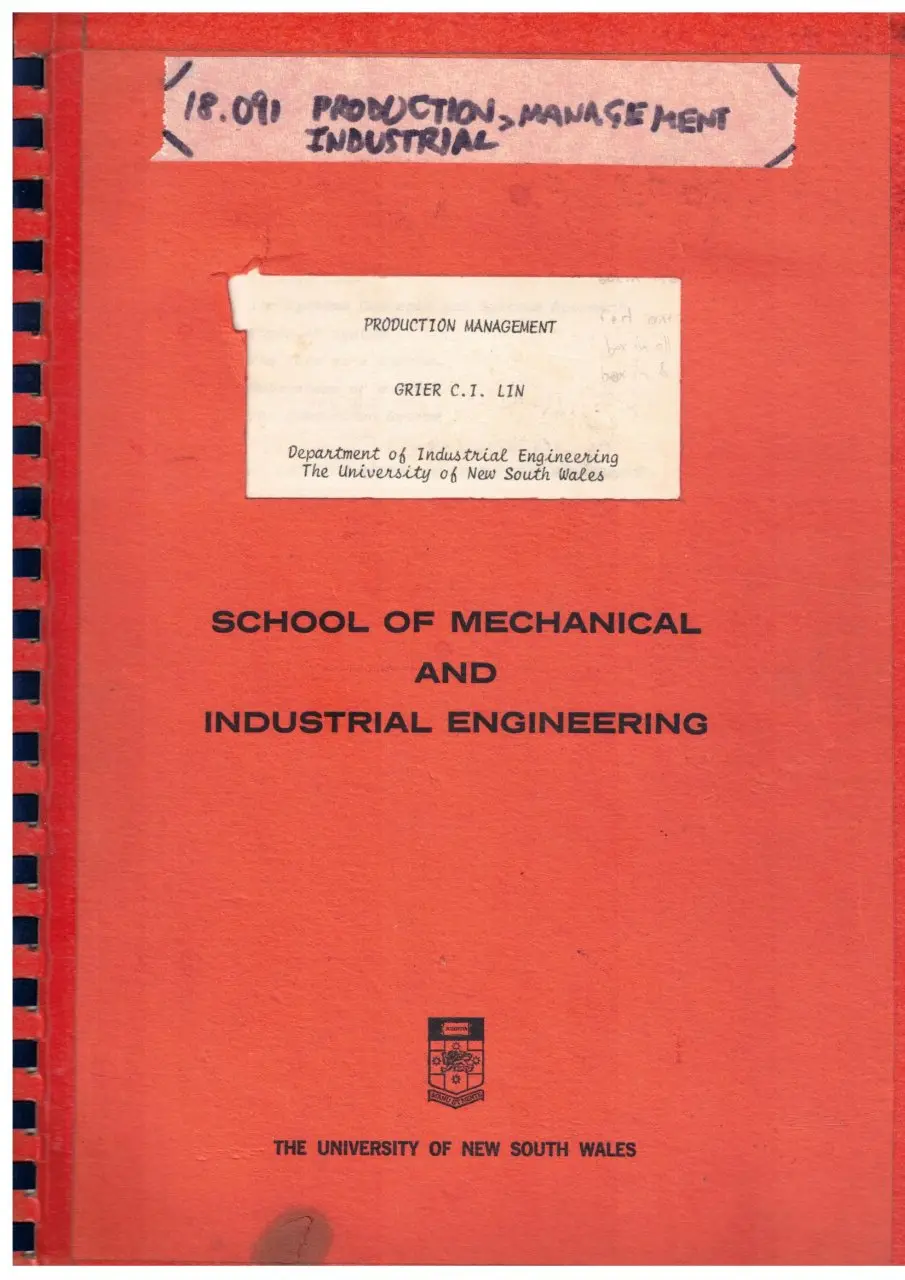 18.091 PRODUCTION, MANAGEMENT
INDUSTRIAL
PRODUCTION MANAGEMENT
GRIER C.I. LIN
Department of Industrial Engineering
The University of New South Wales
SCHOOL OF MECHANICAL
AND
INDUSTRIAL ENGINEERING
THE UNIVERSITY OF NEW SOUTH WALES